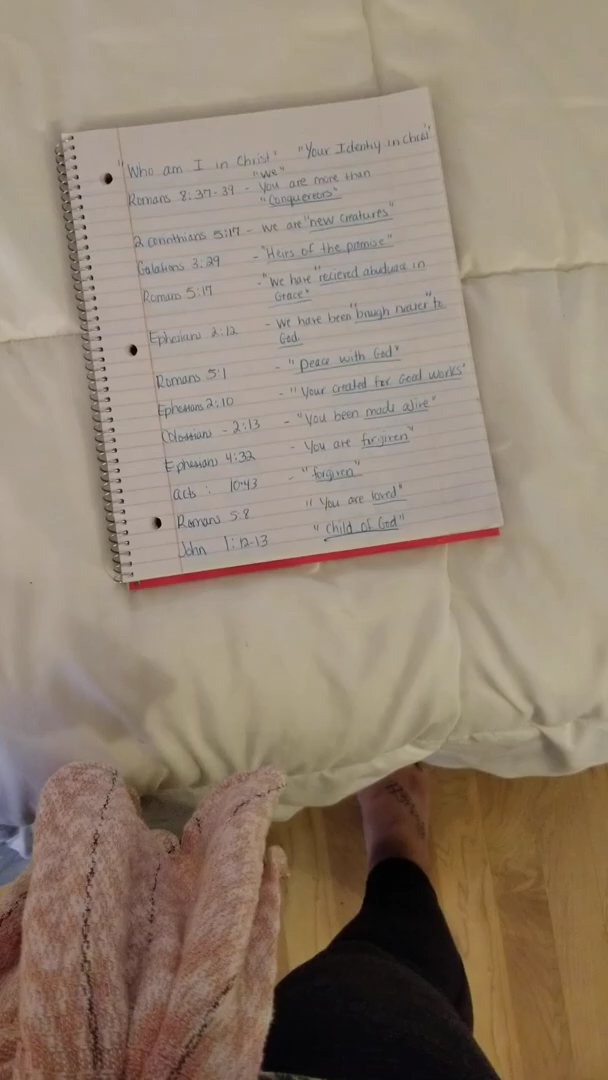 "Who am I in Christ" "Your Identity in Christ"
"We"
Romans 8:37-39 - You are more than
"Conquerors"
2 Corinthians 5:17 - We are "new creatures"
Galatians 3:29 - "Heirs of the promise"
Romans 5:17 - "We have "recieved abudance in
Grace"
Ephesians 2:12 - We have been "baugh nearer" to
God.
Romans 5:1 - "Peace with God"
Ephesians 2:10 - "Your created for Good works"
Colossians - 2:13 - "You been made alive"
Ephesians 4:32 - You are forgiven"
acts : 10:43 - "forgiven"
Romans 5:8 "You are loved"
John 1:12-13 "Child of God"